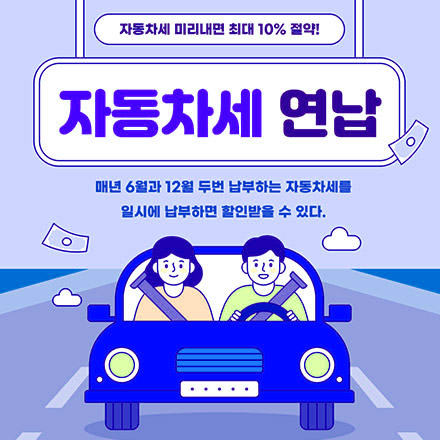 자동차세 미리내면 최대 10% 절약!
자동차세 연납
매년 6월과 12월 두번 납부하는 자동차세를
일시에 납부하면 할인받을 수 있다.